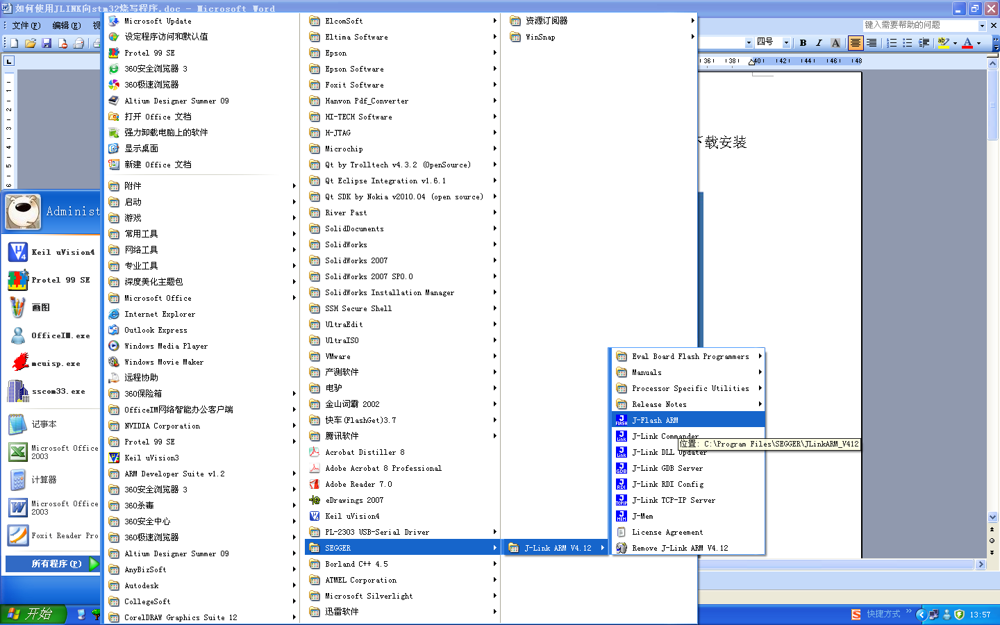 如何使用JLINK向stm32烧写程序.doc - Microsoft Word
文件(F) 编辑(E) 视
键入需要帮助的问题
四号
B I A
36 38 40 42 44 46 48
下载安装
Administ
Keil uVision4
Protel 99 SE
画图
OfficeIM.exe
mcuisp.exe
sscom33.exe
记事本
Microsoft Office
2003
计算器
Microsoft Office
2003
Foxit Reader Pro
所有程序(P)
Microsoft Update
设定程序访问和默认值
Protel 99 SE
360安全浏览器 3
360极速浏览器
Altium Designer Summer 09
打开 Office 文档
强力卸载电脑上的软件
显示桌面
新建 Office 文档
附件
启动
游戏
常用工具
网络工具
专业工具
深度美化主题包
Microsoft Office
Internet Explorer
Outlook Express
Windows Media Player
Windows Movie Maker
远程协助
360保险箱
OfficeIM网络智能办公客户端
NVIDIA Corporation
Protel 99 SE
Keil uVision3
ARM Developer Suite v1.2
360安全浏览器 3
360杀毒
360安全中心
360极速浏览器
Altium Designer Summer 09
AnyBizSoft
Autodesk
CollegeSoft
CorelDRAW Graphics Suite 12
ElcomSoft
Eltima Software
Epson
Epson Software
Foxit Software
Hanvon Pdf_Converter
HI-TECH Software
H-JTAG
Microchip
Qt by Trolltech v4.3.2 (OpenSource)
Qt Eclipse Integration v1.6.1
Qt SDK by Nokia v2010.04 (open source)
River Past
SolidDocuments
SolidWorks
SolidWorks 2007
SolidWorks 2007 SP0.0
SolidWorks Installation Manager
SSH Secure Shell
UltraEdit
UltraISO
VMware
产测软件
电驴
金山词霸 2002
快车(FlashGet)3.7
腾讯软件
Acrobat Distiller 8
Adobe Acrobat 8 Professional
Adobe Reader 7.0
eDrawings 2007
Keil uVision4
PL-2303 USB-Serial Driver
SEGGER
Borland C++ 4.5
ATMEL Corporation
Microsoft Silverlight
迅雷软件
资源订阅器
WinSnap
J-Link ARM V4.12
Eval Board Flash Programmers
Manuals
Processor Specific Utilities
Release Notes
J-Flash ARM
J-Link Commander
位置: C:\Program Files\SEGGER\JLinkARM_V412
J-Link DLL Updater
J-Link GDB Server
J-Link RDI Config
J-Link TCP-IP Server
J-Mem
License Agreement
Remove J-Link ARM V4.12
开始
快捷方式
13:57